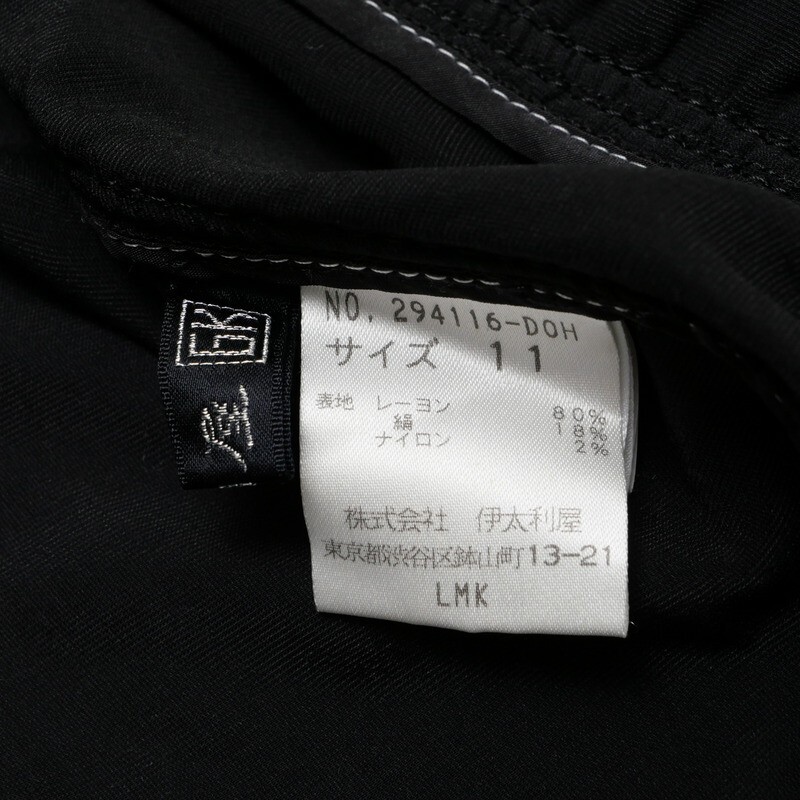 GK
屋
NO. 294116-DOH
サイズ 11
表地 レーヨン 80%
絹 18%
ナイロン 2%
株式会社 伊太利屋
東京都渋谷区鉢山町13-21
LMK